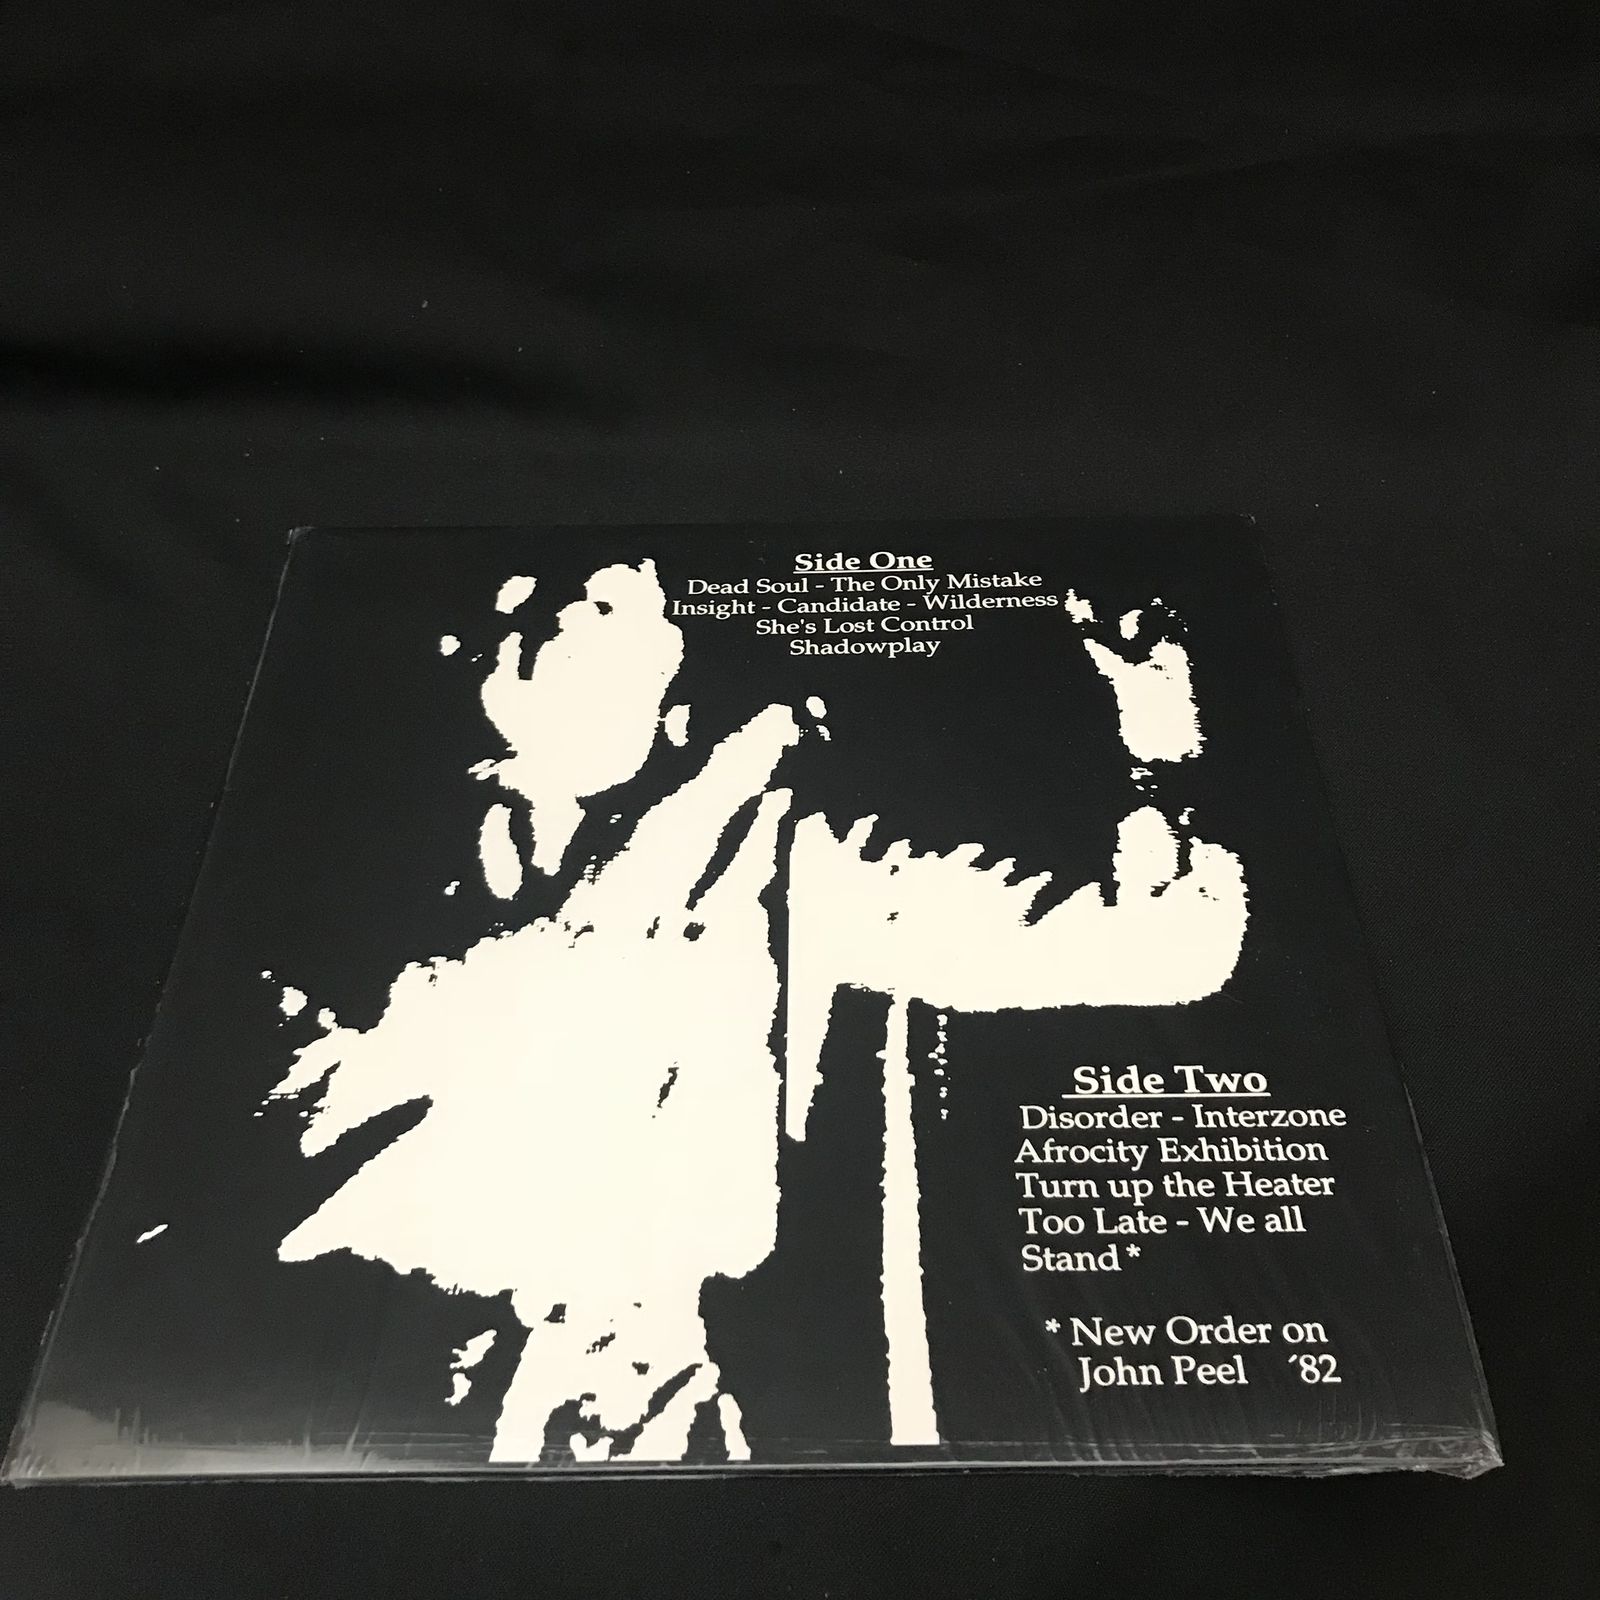 Side One
Dead Soul - The Only Mistake
Insight - Candidate - Wilderness
She's Lost Control
Shadowplay
Side Two
Disorder - Interzone
Afrocity Exhibition
Turn up the Heater
Too Late - We all
Stand *
* New Order on
John Peel ´82